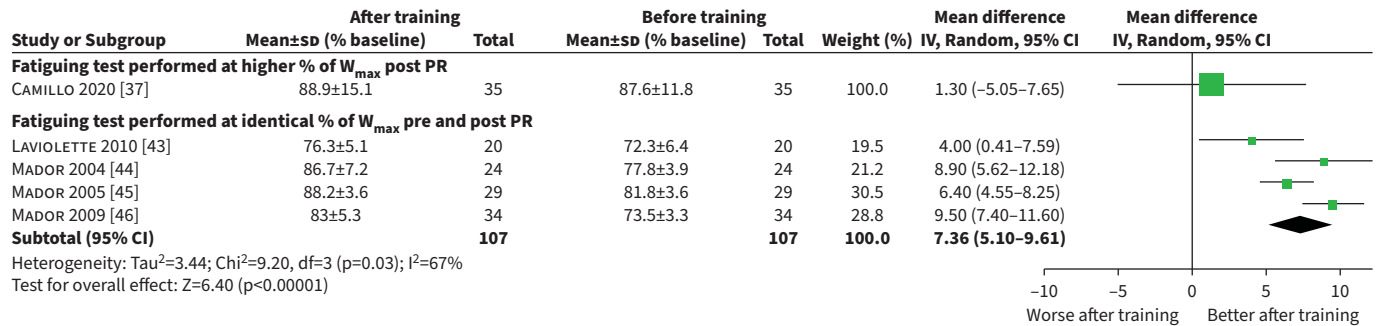 After training Before training Mean difference Mean difference
Study or Subgroup Mean±SD (% baseline) Total Mean±SD (% baseline) Total Weight (%) IV, Random, 95% CI IV, Random, 95% CI
Fatiguing test performed at higher % of Wmax post PR
CAMILLO 2020 [37] 88.9±15.1 35 87.6±11.8 35 100.0 1.30 (–5.05–7.65)
Fatiguing test performed at identical % of Wmax pre and post PR
LAVIOLETTE 2010 [43] 76.3±5.1 20 72.3±6.4 20 19.5 4.00 (0.41–7.59)
MADOR 2004 [44] 86.7±7.2 24 77.8±3.9 24 21.2 8.90 (5.62–12.18)
MADOR 2005 [45] 88.2±3.6 29 81.8±3.6 29 30.5 6.40 (4.55–8.25)
MADOR 2009 [46] 83±5.3 34 73.5±3.3 34 28.8 9.50 (7.40–11.60)
Subtotal (95% CI) 107 107 100.0 7.36 (5.10–9.61)
Heterogeneity: Tau²=3.44; Chi²=9.20, df=3 (p=0.03); I²=67%
Test for overall effect: Z=6.40 (p<0.00001)
–10 –5 0 5 10
Worse after training Better after training